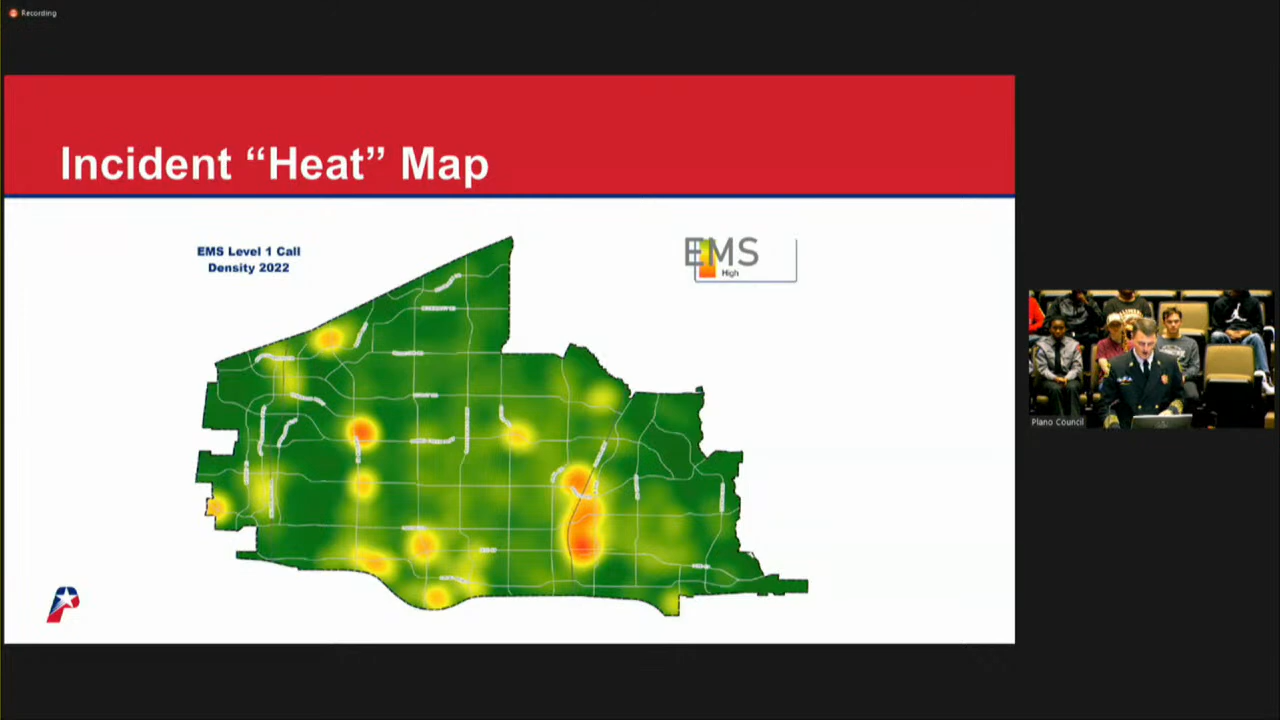 Recording
Incident “Heat” Map
EMS Level 1 Call
Density 2022
EMS
High
Plano Council